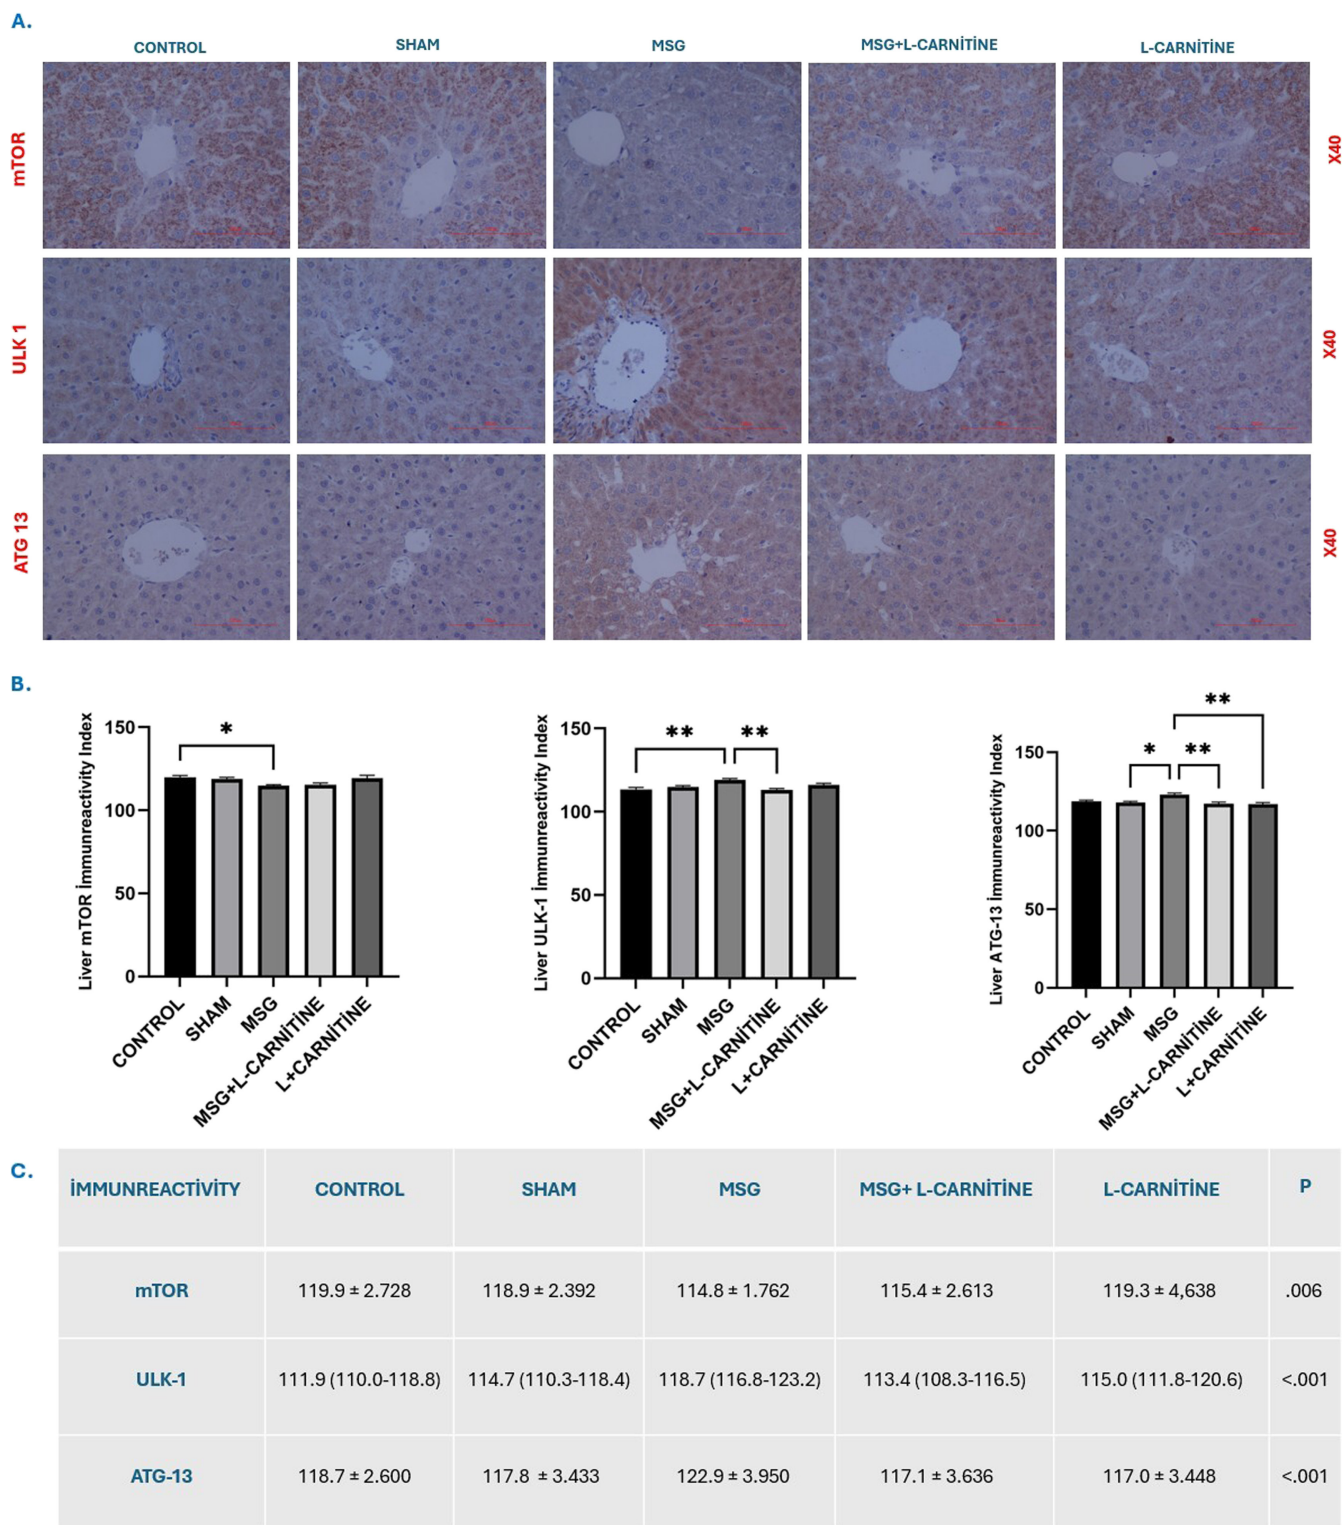 A.
CONTROL SHAM MSG MSG+L-CARNİTİNE L-CARNİTİNE
mTOR X40
ULK 1 X40
ATG 13 X40
B.
Liver mTOR İmmunreactivity Index
150
100
50
0
*
CONTROL
SHAM
MSG
MSG+L-CARNİTİNE
L+CARNİTİNE
Liver ULK-1 İmmunreactivity Index
150
100
50
0
** **
CONTROL
SHAM
MSG
MSG+L-CARNİTİNE
L+CARNİTİNE
Liver ATG-13 İmmunreactivity Index
150
100
50
0
**
* **
CONTROL
SHAM
MSG
MSG+L-CARNİTİNE
L+CARNİTİNE
C.
İMMUNREACTİVİTY CONTROL SHAM MSG MSG+ L-CARNİTİNE L-CARNİTİNE P
mTOR 119.9 ± 2.728 118.9 ± 2.392 114.8 ± 1.762 115.4 ± 2.613 119.3 ± 4,638 .006
ULK-1 111.9 (110.0-118.8) 114.7 (110.3-118.4) 118.7 (116.8-123.2) 113.4 (108.3-116.5) 115.0 (111.8-120.6) <.001
ATG-13 118.7 ± 2.600 117.8 ± 3.433 122.9 ± 3.950 117.1 ± 3.636 117.0 ± 3.448 <.001